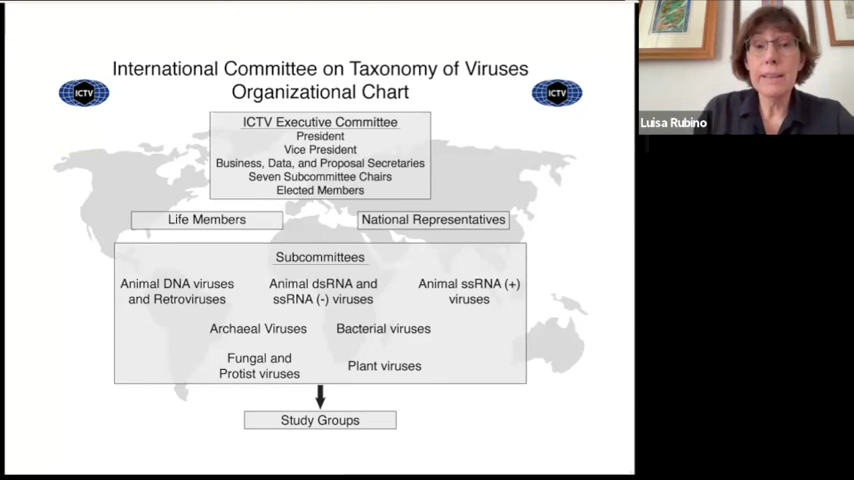 International Committee on Taxonomy of Viruses
Organizational Chart
ICTV
ICTV
ICTV Executive Committee
President
Vice President
Business, Data, and Proposal Secretaries
Seven Subcommittee Chairs
Elected Members
Life Members
National Representatives
Subcommittees
Animal DNA viruses
and Retroviruses
Animal dsRNA and
ssRNA (-) viruses
Animal ssRNA (+)
viruses
Archaeal Viruses
Bacterial viruses
Fungal and
Protist viruses
Plant viruses
Study Groups
Luisa Rubino